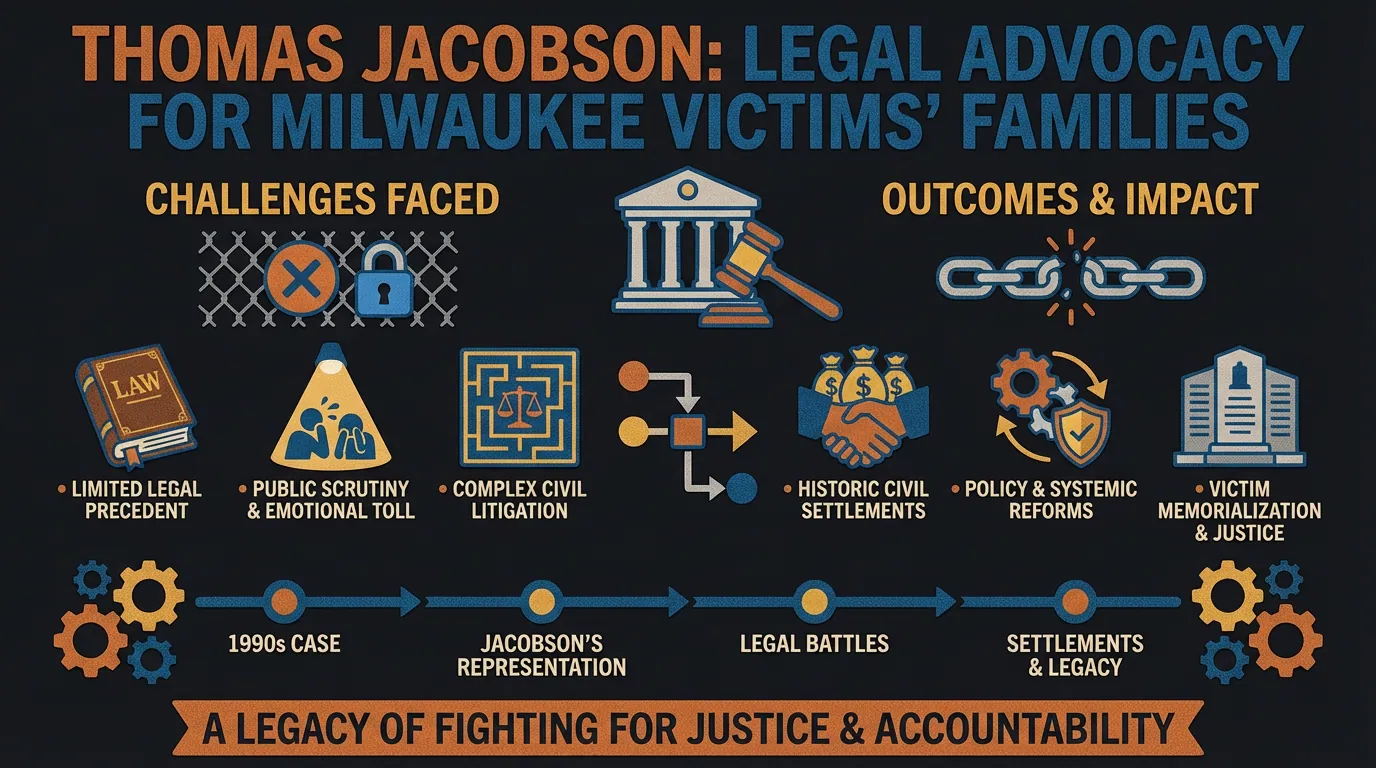 THOMAS JACOBSON: LEGAL ADVOCACY
FOR MILWAUKEE VICTIMS' FAMILIES
CHALLENGES FACED
OUTCOMES & IMPACT
LAW
• LIMITED LEGAL
PRECEDENT
• PUBLIC SCRUTINY
& EMOTIONAL TOLL
• COMPLEX CIVIL
LITIGATION
$ $ $
• HISTORIC CIVIL
SETTLEMENTS
• POLICY & SYSTEMIC
REFORMS
• VICTIM
MEMORIALIZATION
& JUSTICE
1990s CASE
JACOBSON'S
REPRESENTATION
LEGAL BATTLES
SETTLEMENTS
& LEGACY
A LEGACY OF FIGHTING FOR JUSTICE & ACCOUNTABILITY